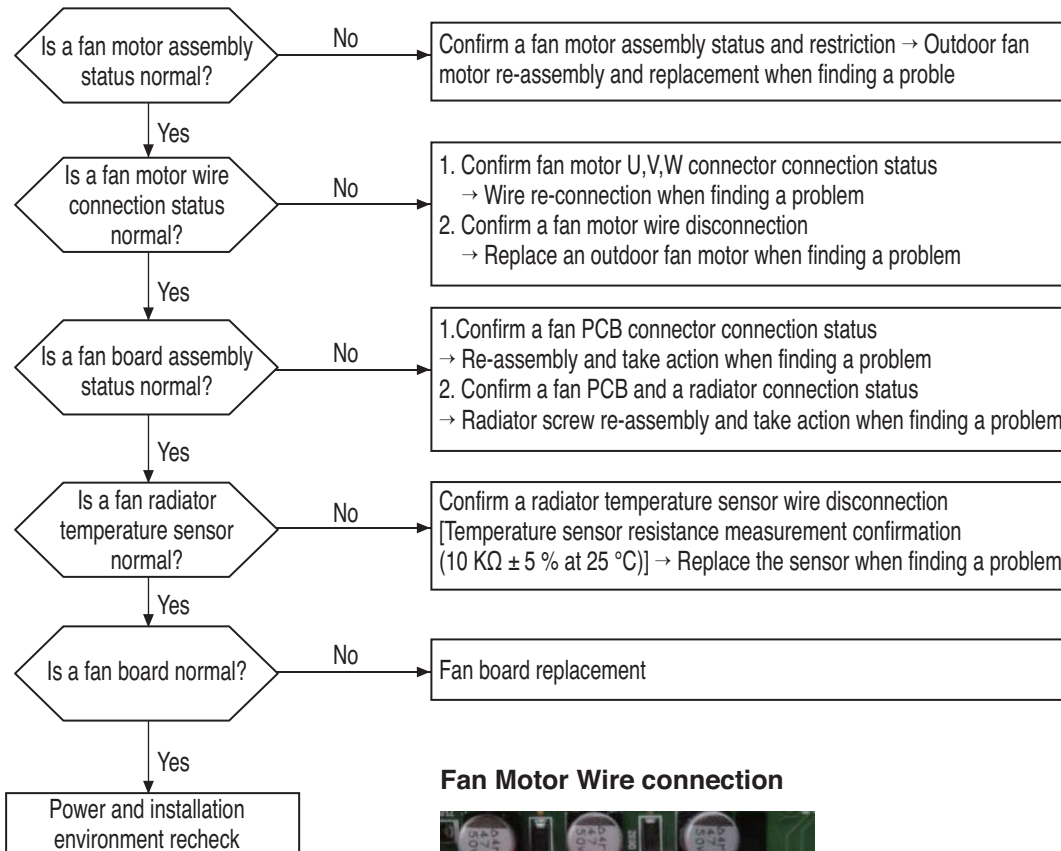 Is a fan motor assembly
status normal?
No
Confirm a fan motor assembly status and restriction → Outdoor fan
motor re-assembly and replacement when finding a proble
Yes
Is a fan motor wire
connection status
normal?
No
1. Confirm fan motor U,V,W connector connection status
→ Wire re-connection when finding a problem
2. Confirm a fan motor wire disconnection
→ Replace an outdoor fan motor when finding a problem
Yes
Is a fan board assembly
status normal?
No
1.Confirm a fan PCB connector connection status
→ Re-assembly and take action when finding a problem
2. Confirm a fan PCB and a radiator connection status
→ Radiator screw re-assembly and take action when finding a problem
Yes
Is a fan radiator
temperature sensor
normal?
No
Confirm a radiator temperature sensor wire disconnection
[Temperature sensor resistance measurement confirmation
(10 KΩ ± 5 % at 25 °C)] → Replace the sensor when finding a problem
Yes
Is a fan board normal?
No
Fan board replacement
Yes
Power and installation
environment recheck
Fan Motor Wire connection